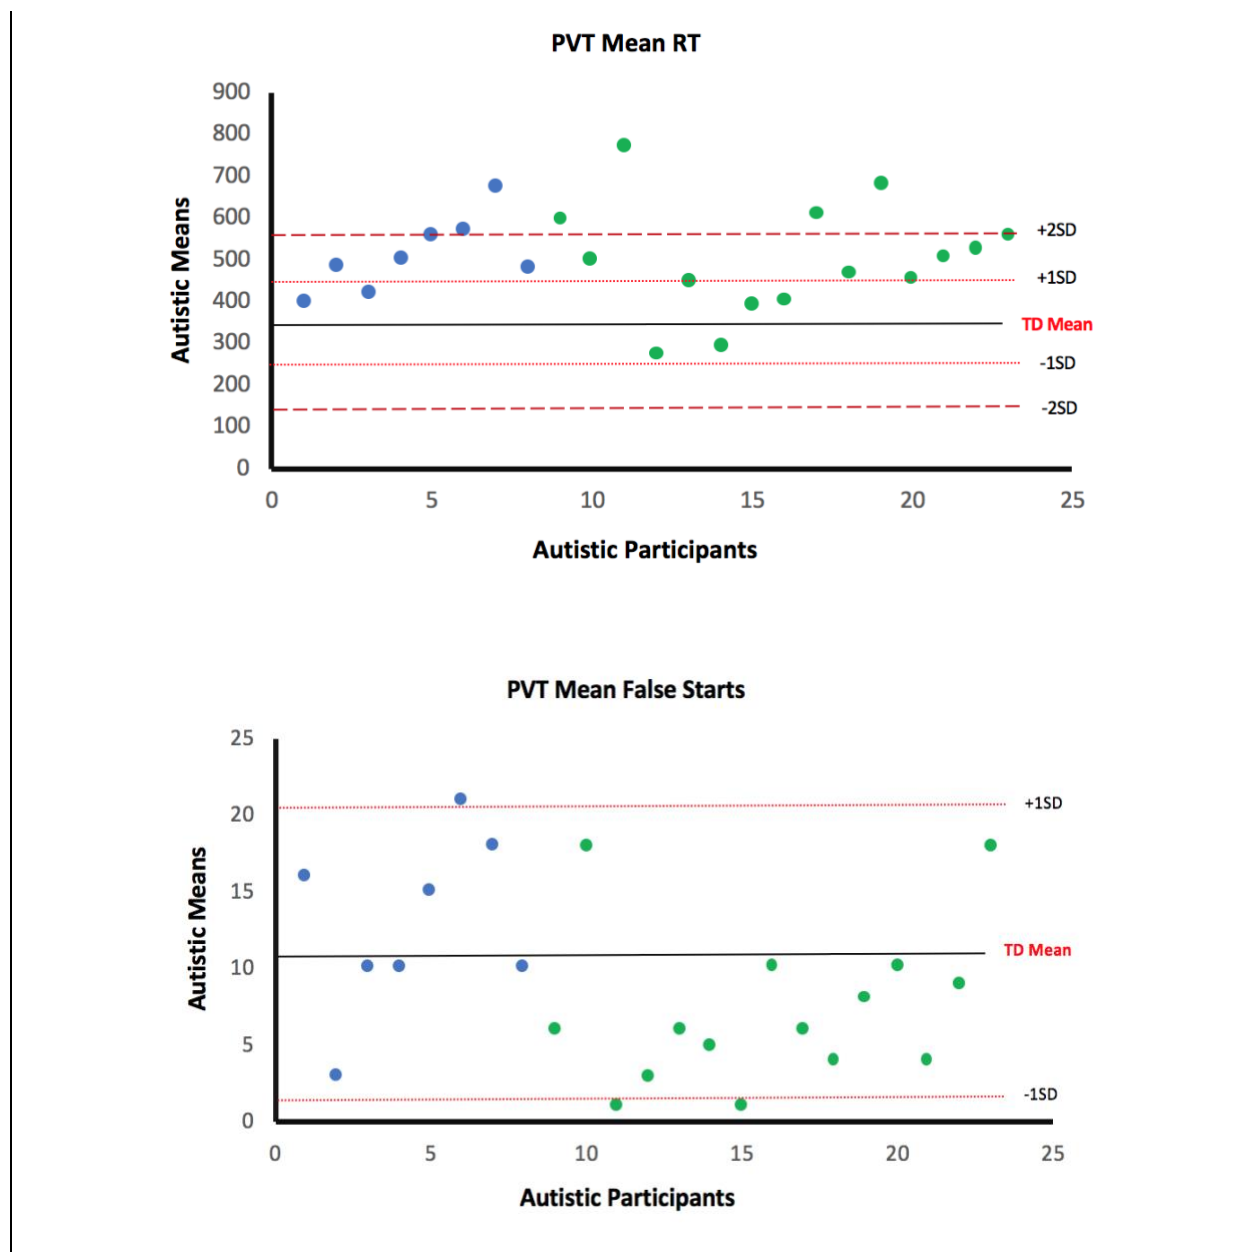 PVT Mean RT
900
800
700
600
500
400
300
200
100
0
Autistic Means
+2SD
+1SD
TD Mean
-1SD
-2SD
0 5 10 15 20 25
Autistic Participants
PVT Mean False Starts
25
20
15
10
5
0
Autistic Means
+1SD
TD Mean
-1SD
0 5 10 15 20 25
Autistic Participants